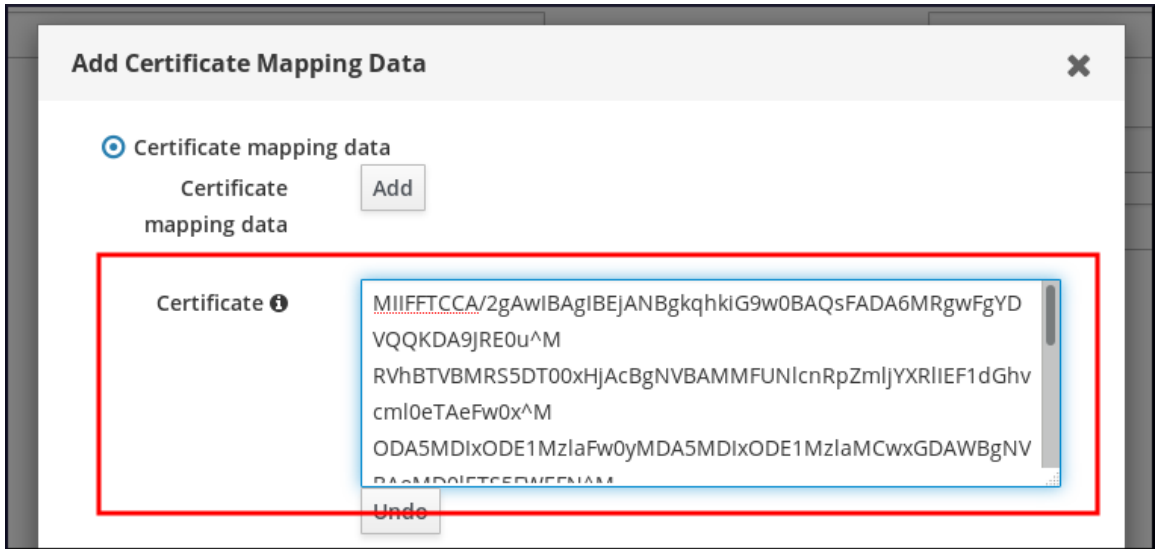 Add Certificate Mapping Data
Certificate mapping data
Certificate
mapping data
Add
Certificate
MIIFFTCCA/2gAwIBAgIBEjANBgkqhkiG9w0BAQsFADA6MRgwFgYD
VQQKDA9JRE0u^M
RVhBTVBMRS5DT00xHjAcBgNVBAMMFUNlcnRpZmljYXRlIEF1dGhv
cml0eTAeFw0x^M
ODA5MDIxODE1MzlaFw0yMDA5MDIxODE1MzlaMCwxGDAWBgNV
Undo